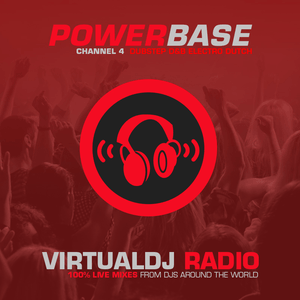 POWERBASE
CHANNEL 4
VIRTUALDJ RADIO
100% LIVE MIXES FROM DJS AROUND THE WORLD